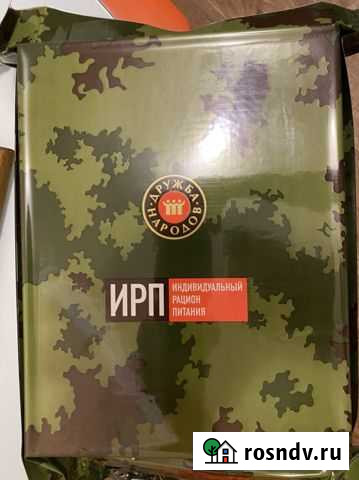 ДРУЖБА
НАРОДОВ
ИРП
ИНДИВИДУАЛЬНЫЙ
РАЦИОН
ПИТАНИЯ
rosndv.ru